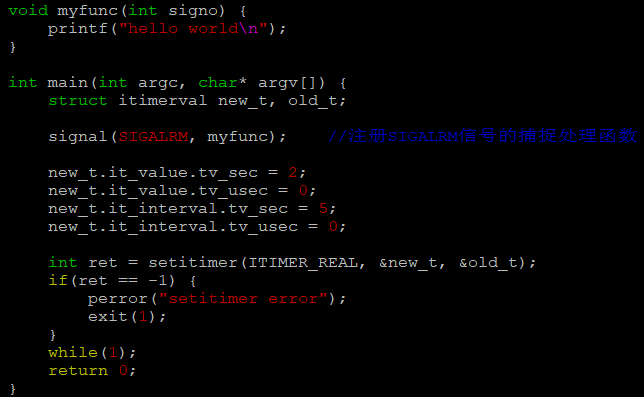 void myfunc(int signo) {
    printf("hello world\n");
}

int main(int argc, char* argv[]) {
    struct itimerval new_t, old_t;

    signal(SIGALRM, myfunc);    //注册SIGALRM信号的捕捉处理函数

    new_t.it_value.tv_sec = 2;
    new_t.it_value.tv_usec = 0;
    new_t.it_interval.tv_sec = 5;
    new_t.it_interval.tv_usec = 0;

    int ret = setitimer(ITIMER_REAL, &new_t, &old_t);
    if(ret == -1) {
        perror("setitimer error");
        exit(1);
    }
    while(1);
    return 0;
}